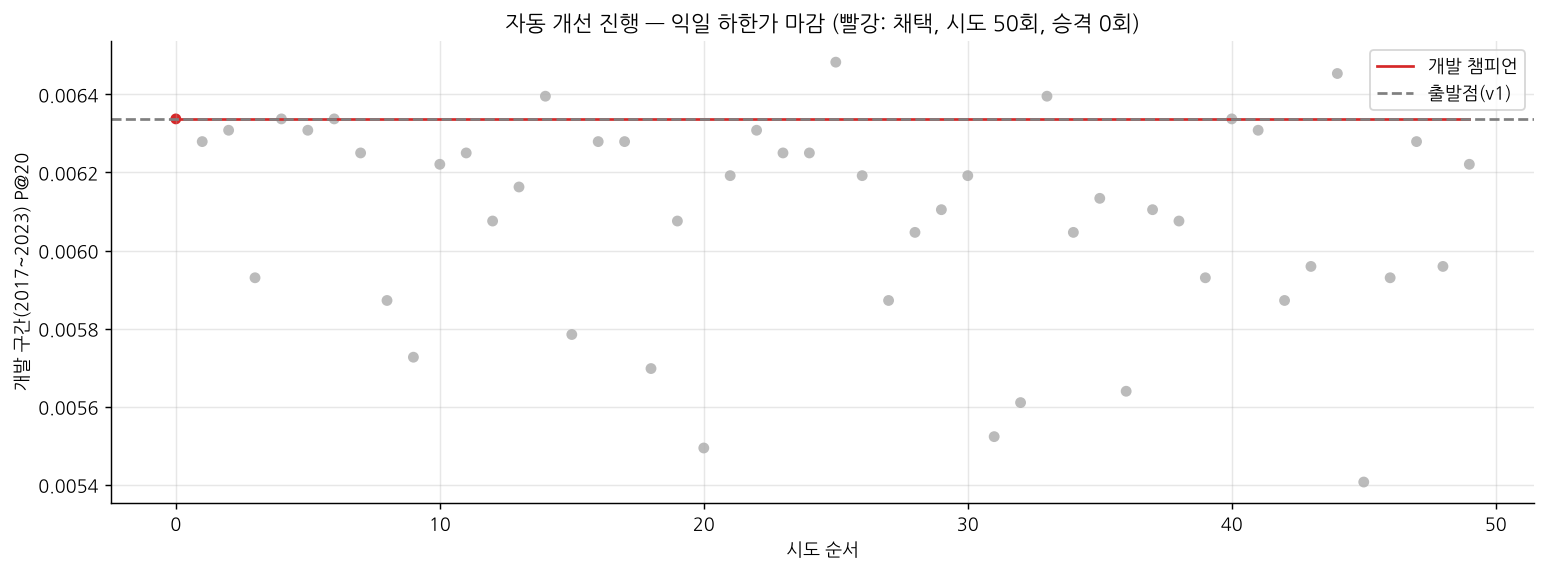 자동 개선 진행 — 익일 하한가 마감 (빨강: 채택, 시도 50회, 승격 0회)
개발 챔피언
출발점(v1)
개발 구간(2017~2023) P@20
0.0064
0.0062
0.0060
0.0058
0.0056
0.0054
0 10 20 30 40 50
시도 순서